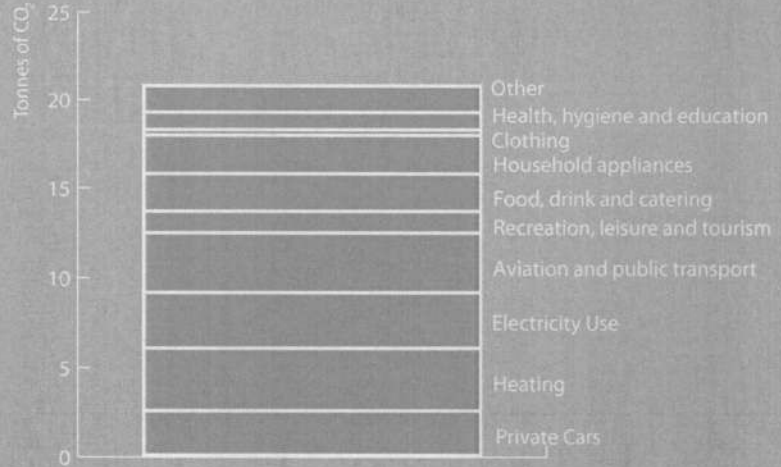 Tonnes of CO₂
25
20
15
10
5
0
Other
Health, hygiene and education
Clothing
Household appliances
Food, drink and catering
Recreation, leisure and tourism
Aviation and public transport
Electricity Use
Heating
Private Cars